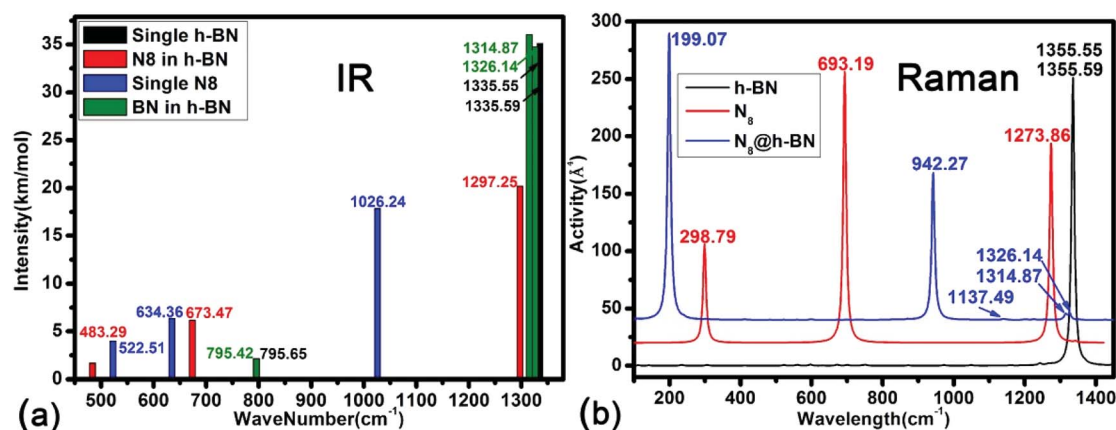 IR
Single h-BN
N8 in h-BN
Single N8
BN in h-BN
1314.87
1326.14
1335.55
1335.59
1297.25
1026.24
634.36
673.47
483.29
522.51
795.42
795.65
Intensity(km/mol)
35
30
25
20
15
10
5
0
500 600 700 800 900 1000 1100 1200 1300
WaveNumber(cm⁻¹)
(a)
Raman
199.07
693.19
1355.55
1355.59
h-BN
N₈
N₈@h-BN
1273.86
942.27
298.79
1326.14
1314.87
1137.49
Activity(Å⁴)
300
250
200
150
100
50
0
200 400 600 800 1000 1200 1400
Wavelength(cm⁻¹)
(b)